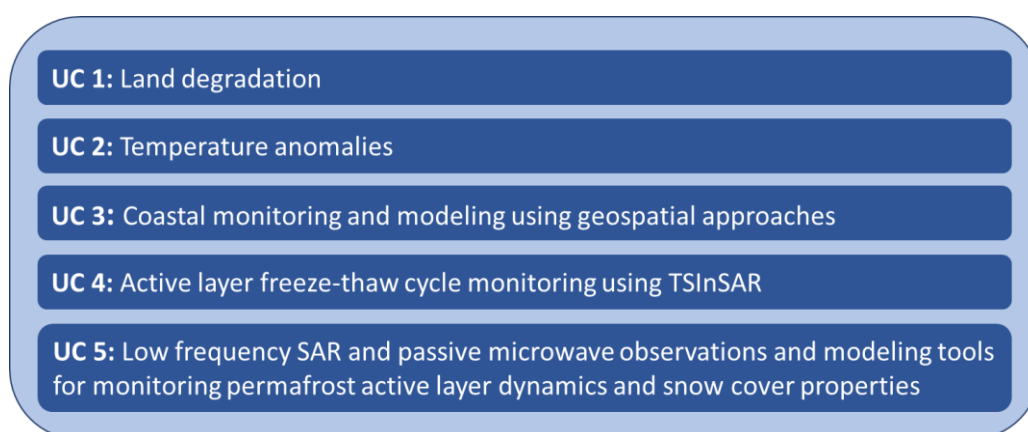 UC 1: Land degradation
UC 2: Temperature anomalies
UC 3: Coastal monitoring and modeling using geospatial approaches
UC 4: Active layer freeze-thaw cycle monitoring using TSInSAR
UC 5: Low frequency SAR and passive microwave observations and modeling tools
for monitoring permafrost active layer dynamics and snow cover properties